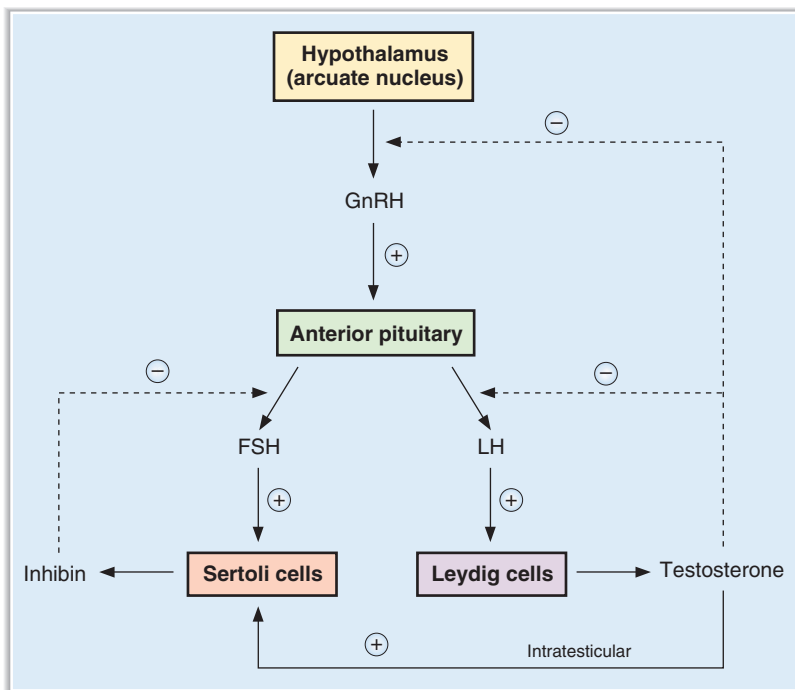 Hypothalamus
(arcuate nucleus)
−
GnRH
+
Anterior pituitary
−
−
FSH
LH
+
+
Inhibin
Sertoli cells
Leydig cells
Testosterone
+
Intratesticular